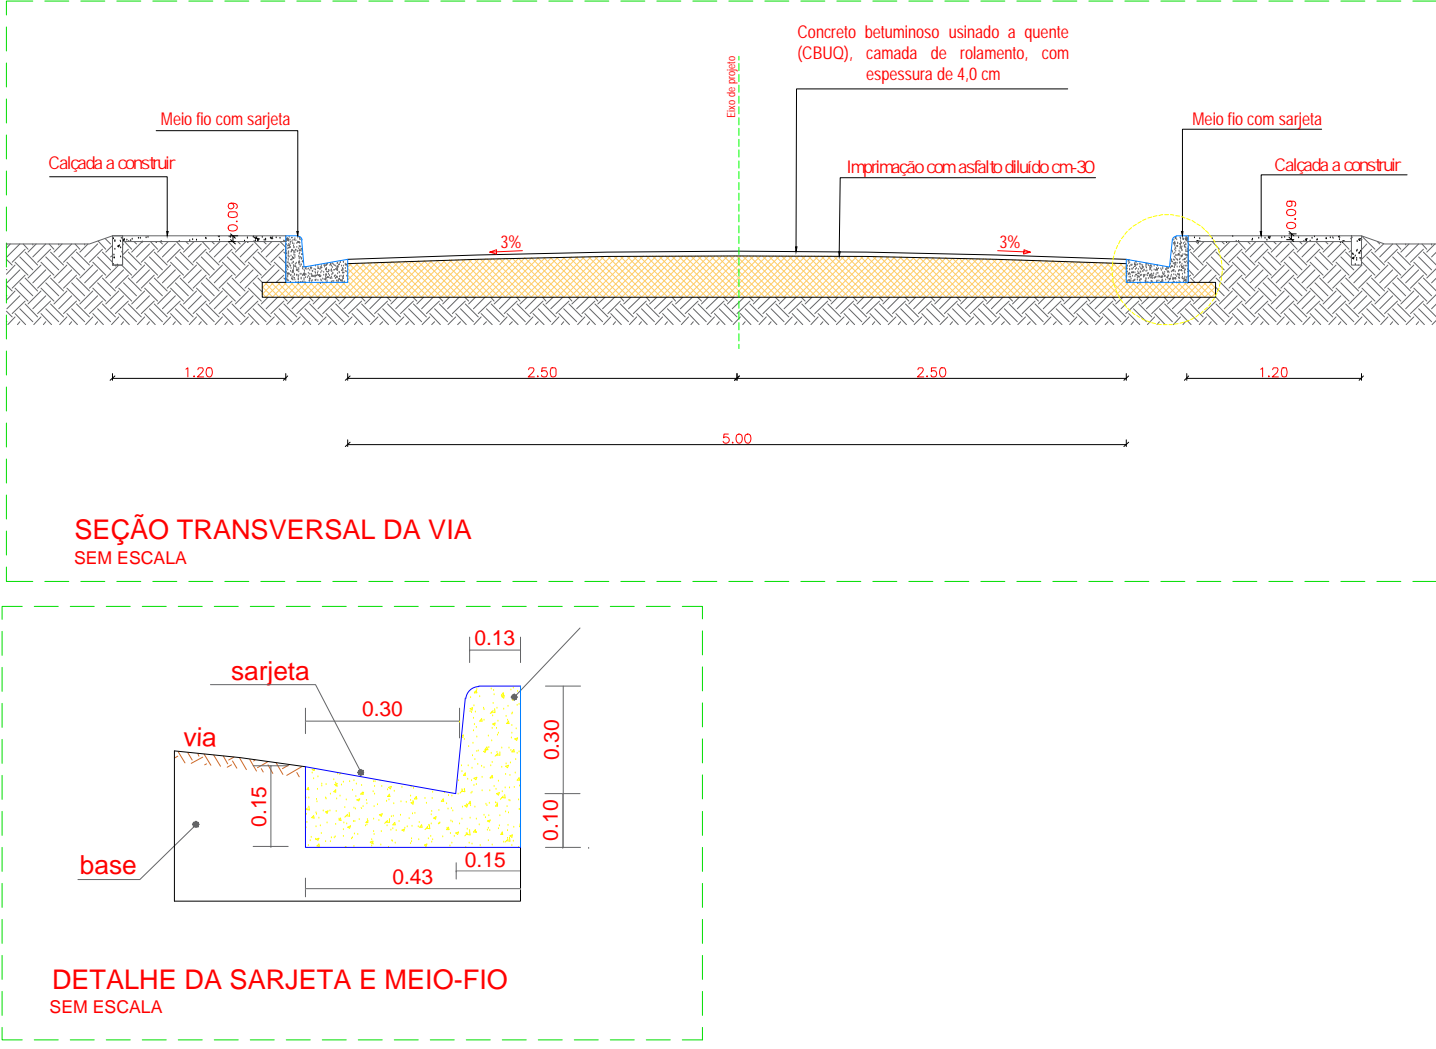 Concreto betuminoso usinado a quente
(CBUQ), camada de rolamento, com
espessura de 4,0 cm
Eixo de projeto
Meio fio com sarjeta
Meio fio com sarjeta
Calçada a construir
Imprimação com asfalto diluído cm-30
Calçada a construir
0.09
0.09
3%
3%
1.20
2.50
2.50
1.20
5.00
SEÇÃO TRANSVERSAL DA VIA
SEM ESCALA
0.13
sarjeta
0.30
via
0.30
0.15
0.10
base
0.15
0.43
DETALHE DA SARJETA E MEIO-FIO
SEM ESCALA